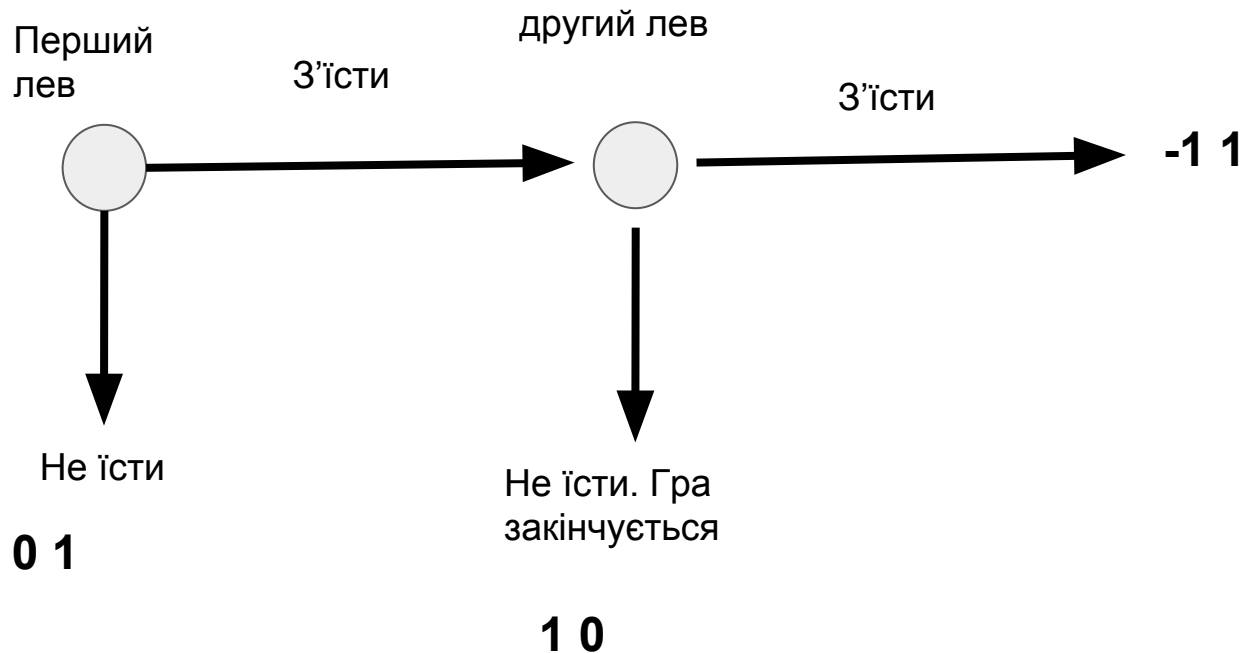 Перший
лев
З’їсти
другий лев
З’їсти
-1 1
Не їсти
0 1
Не їсти. Гра
закінчується
1 0